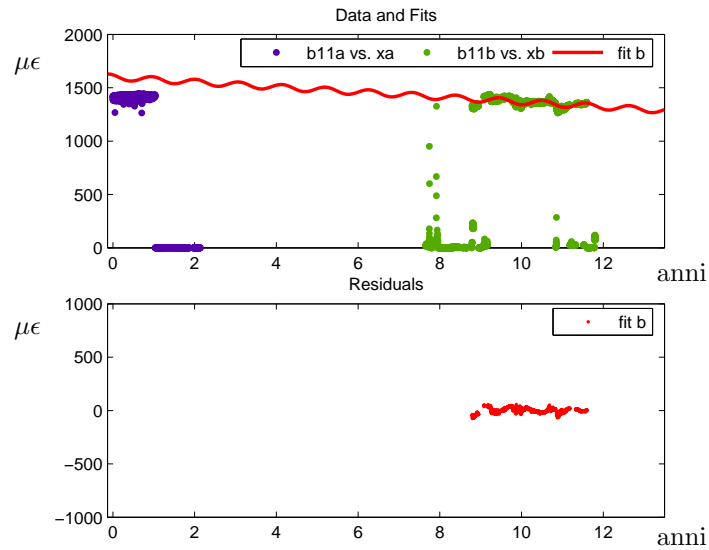 Data and Fits
με
b11a vs. xa
b11b vs. xb
fit b
2000
1500
1000
500
0
0 2 4 6 8 10 12
anni
Residuals
με
fit b
1000
500
0
−500
−1000
0 2 4 6 8 10 12
anni